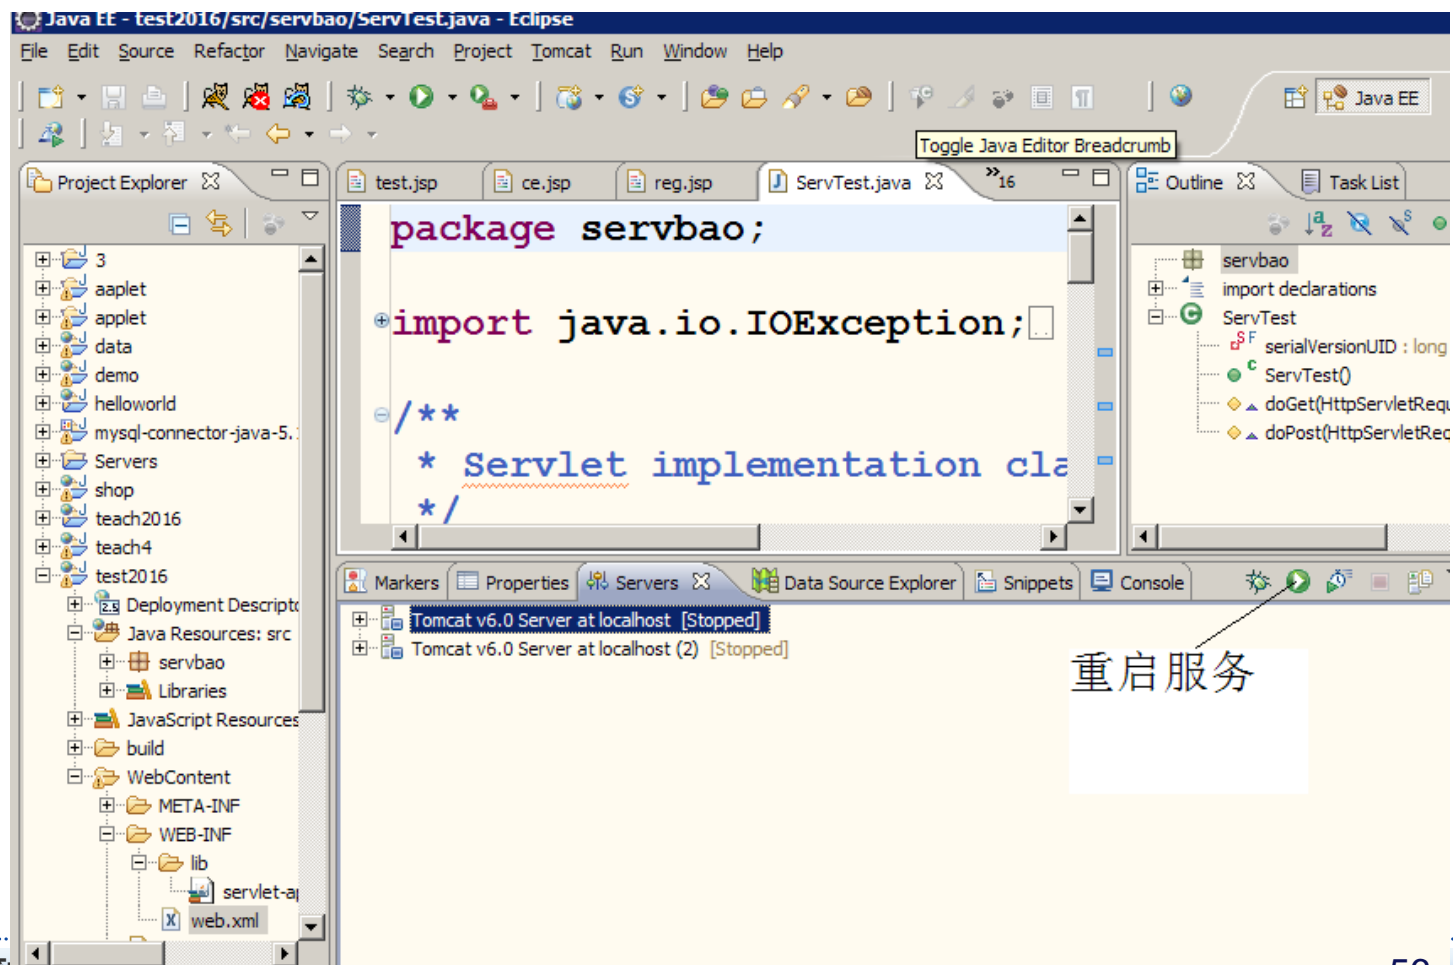 Java EE - test2016/src/servbao/ServTest.java - Eclipse
File Edit Source Refactor Navigate Search Project Tomcat Run Window Help
Java EE
Toggle Java Editor Breadcrumb
Project Explorer
test.jsp ce.jsp reg.jsp ServTest.java »16
Outline Task List
3
aaplet
applet
data
demo
helloworld
mysql-connector-java-5.
Servers
shop
teach2016
teach4
test2016
2.5 Deployment Descripto
Java Resources: src
servbao
Libraries
JavaScript Resources
build
WebContent
META-INF
WEB-INF
lib
servlet-ap
web.xml
package servbao;
import java.io.IOException;
/**
* Servlet implementation cla
*/
servbao
import declarations
ServTest
serialVersionUID : long
ServTest()
doGet(HttpServletRequ
doPost(HttpServletReq
Markers Properties Servers Data Source Explorer Snippets Console
Tomcat v6.0 Server at localhost [Stopped]
Tomcat v6.0 Server at localhost (2) [Stopped]
重启服务